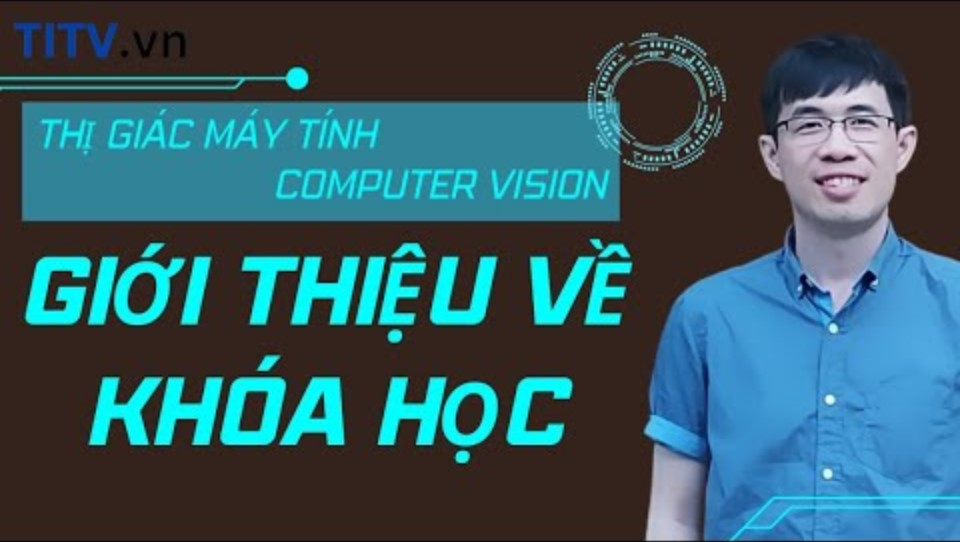 TITV.vn
THỊ GIÁC MÁY TÍNH
COMPUTER VISION
GIỚI THIỆU VỀ
KHÓA HỌC